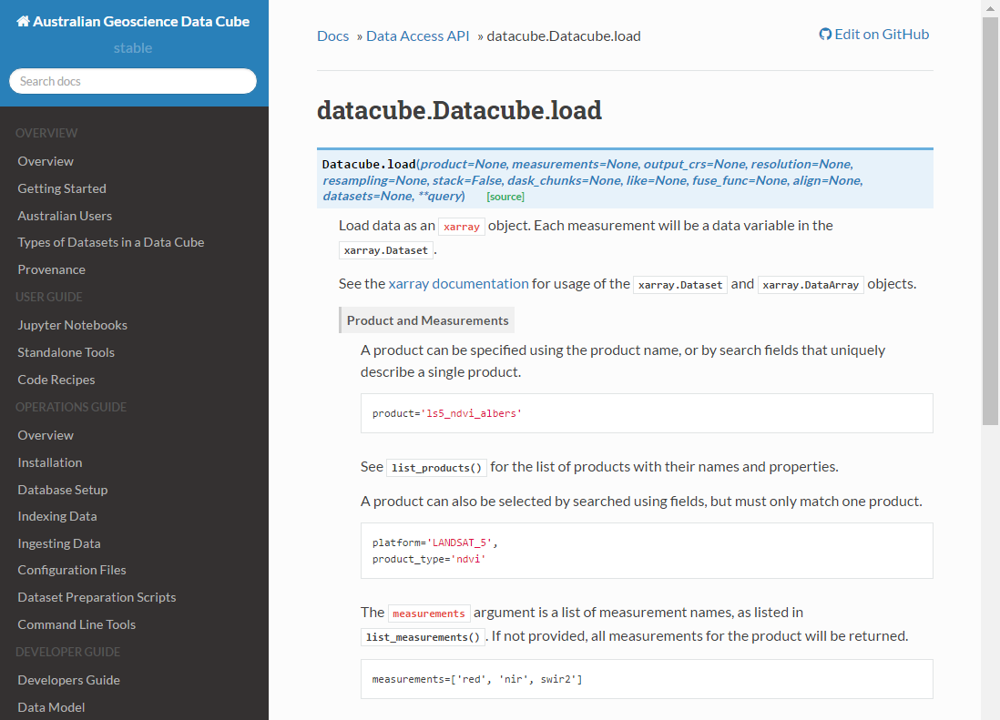 Australian Geoscience Data Cube
stable
Search docs
OVERVIEW
Overview
Getting Started
Australian Users
Types of Datasets in a Data Cube
Provenance
USER GUIDE
Jupyter Notebooks
Standalone Tools
Code Recipes
OPERATIONS GUIDE
Overview
Installation
Database Setup
Indexing Data
Ingesting Data
Configuration Files
Dataset Preparation Scripts
Command Line Tools
DEVELOPER GUIDE
Developers Guide
Data Model
Docs » Data Access API » datacube.Datacube.load
Edit on GitHub
datacube.Datacube.load
Datacube.load(product=None, measurements=None, output_crs=None, resolution=None,
resampling=None, stack=False, dask_chunks=None, like=None, fuse_func=None, align=None,
datasets=None, **query) [source]
Load data as an xarray object. Each measurement will be a data variable in the
xarray.Dataset.
See the xarray documentation for usage of the xarray.Dataset and xarray.DataArray objects.
Product and Measurements
A product can be specified using the product name, or by search fields that uniquely
describe a single product.
product='ls5_ndvi_albers'
See list_products() for the list of products with their names and properties.
A product can also be selected by searched using fields, but must only match one product.
platform='LANDSAT_5',
product_type='ndvi'
The measurements argument is a list of measurement names, as listed in
list_measurements(). If not provided, all measurements for the product will be returned.
measurements=['red', 'nir', swir2']